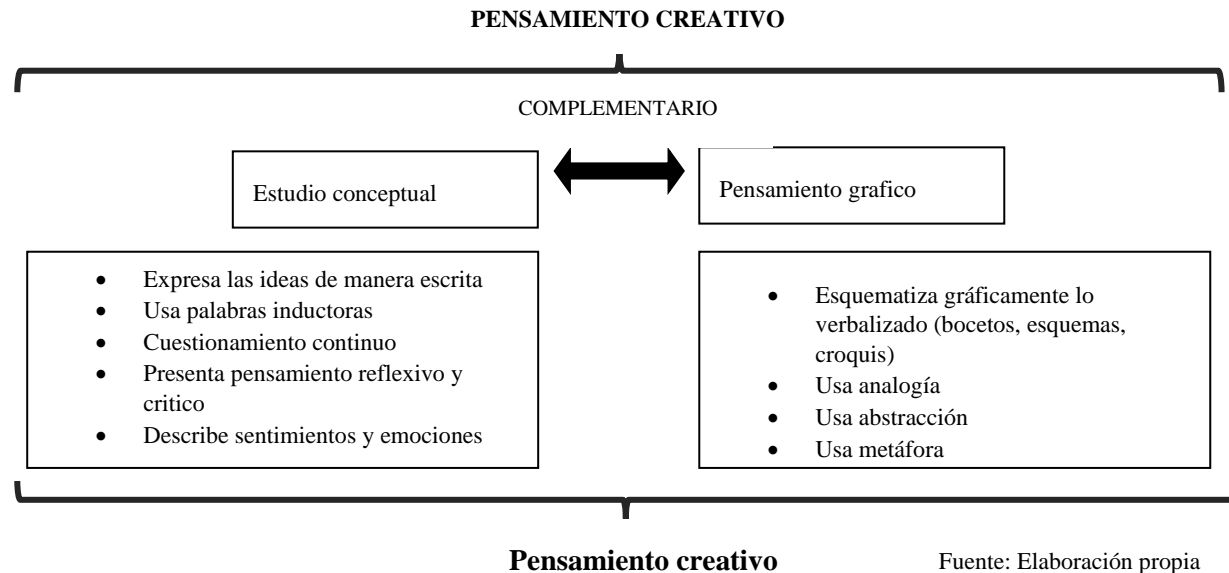 PENSAMIENTO CREATIVO
COMPLEMENTARIO
Estudio conceptual
Pensamiento grafico
• Expresa las ideas de manera escrita
• Usa palabras inductoras
• Cuestionamiento continuo
• Presenta pensamiento reflexivo y
critico
• Describe sentimientos y emociones
• Esquematiza gráficamente lo
verbalizado (bocetos, esquemas,
croquis)
• Usa analogía
• Usa abstracción
• Usa metáfora
Pensamiento creativo
Fuente: Elaboración propia